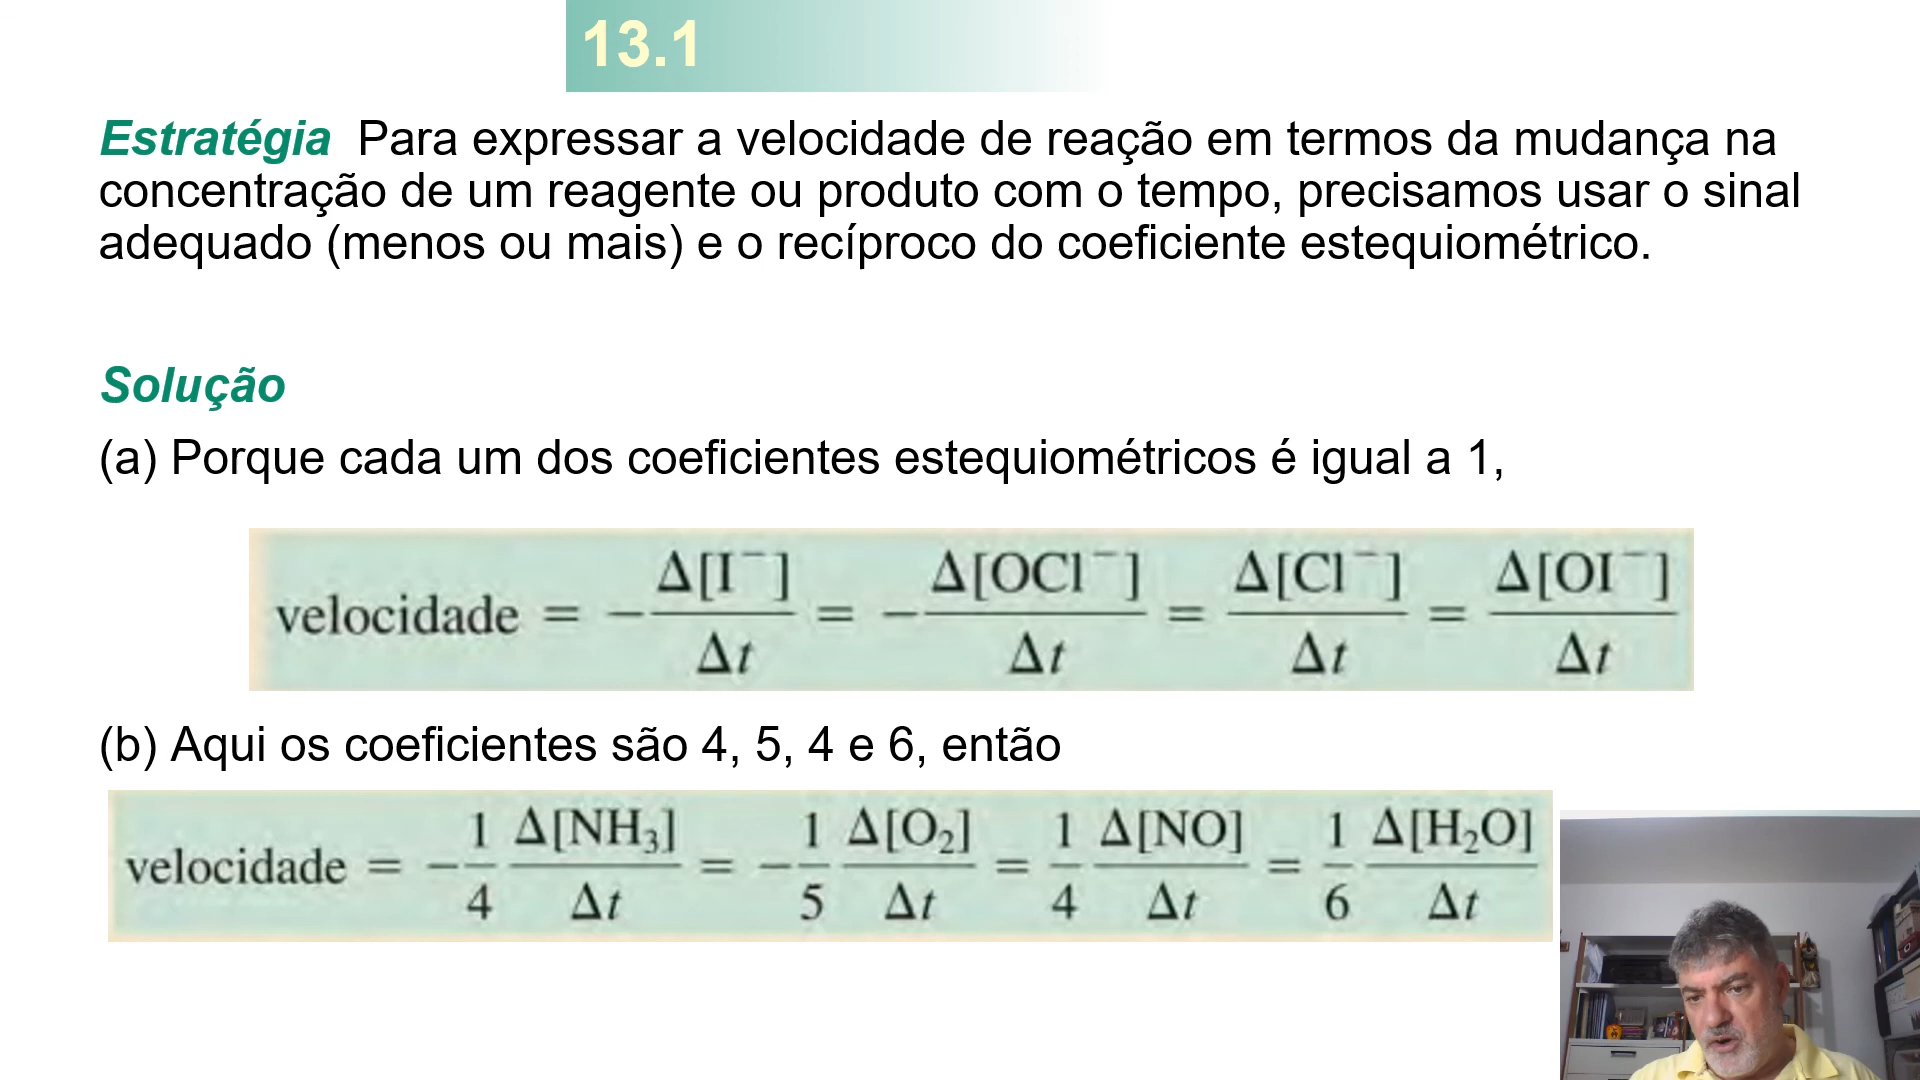 13.1
Estratégia Para expressar a velocidade de reação em termos da mudança na
concentração de um reagente ou produto com o tempo, precisamos usar o sinal
adequado (menos ou mais) e o recíproco do coeficiente estequiométrico.
Solução
(a) Porque cada um dos coeficientes estequiométricos é igual a 1,
velocidade = −Δ[I⁻]/Δt = −Δ[OCl⁻]/Δt = Δ[Cl⁻]/Δt = Δ[OI⁻]/Δt
(b) Aqui os coeficientes são 4, 5, 4 e 6, então
velocidade = −1/4 Δ[NH₃]/Δt = −1/5 Δ[O₂]/Δt = 1/4 Δ[NO]/Δt = 1/6 Δ[H₂O]/Δt